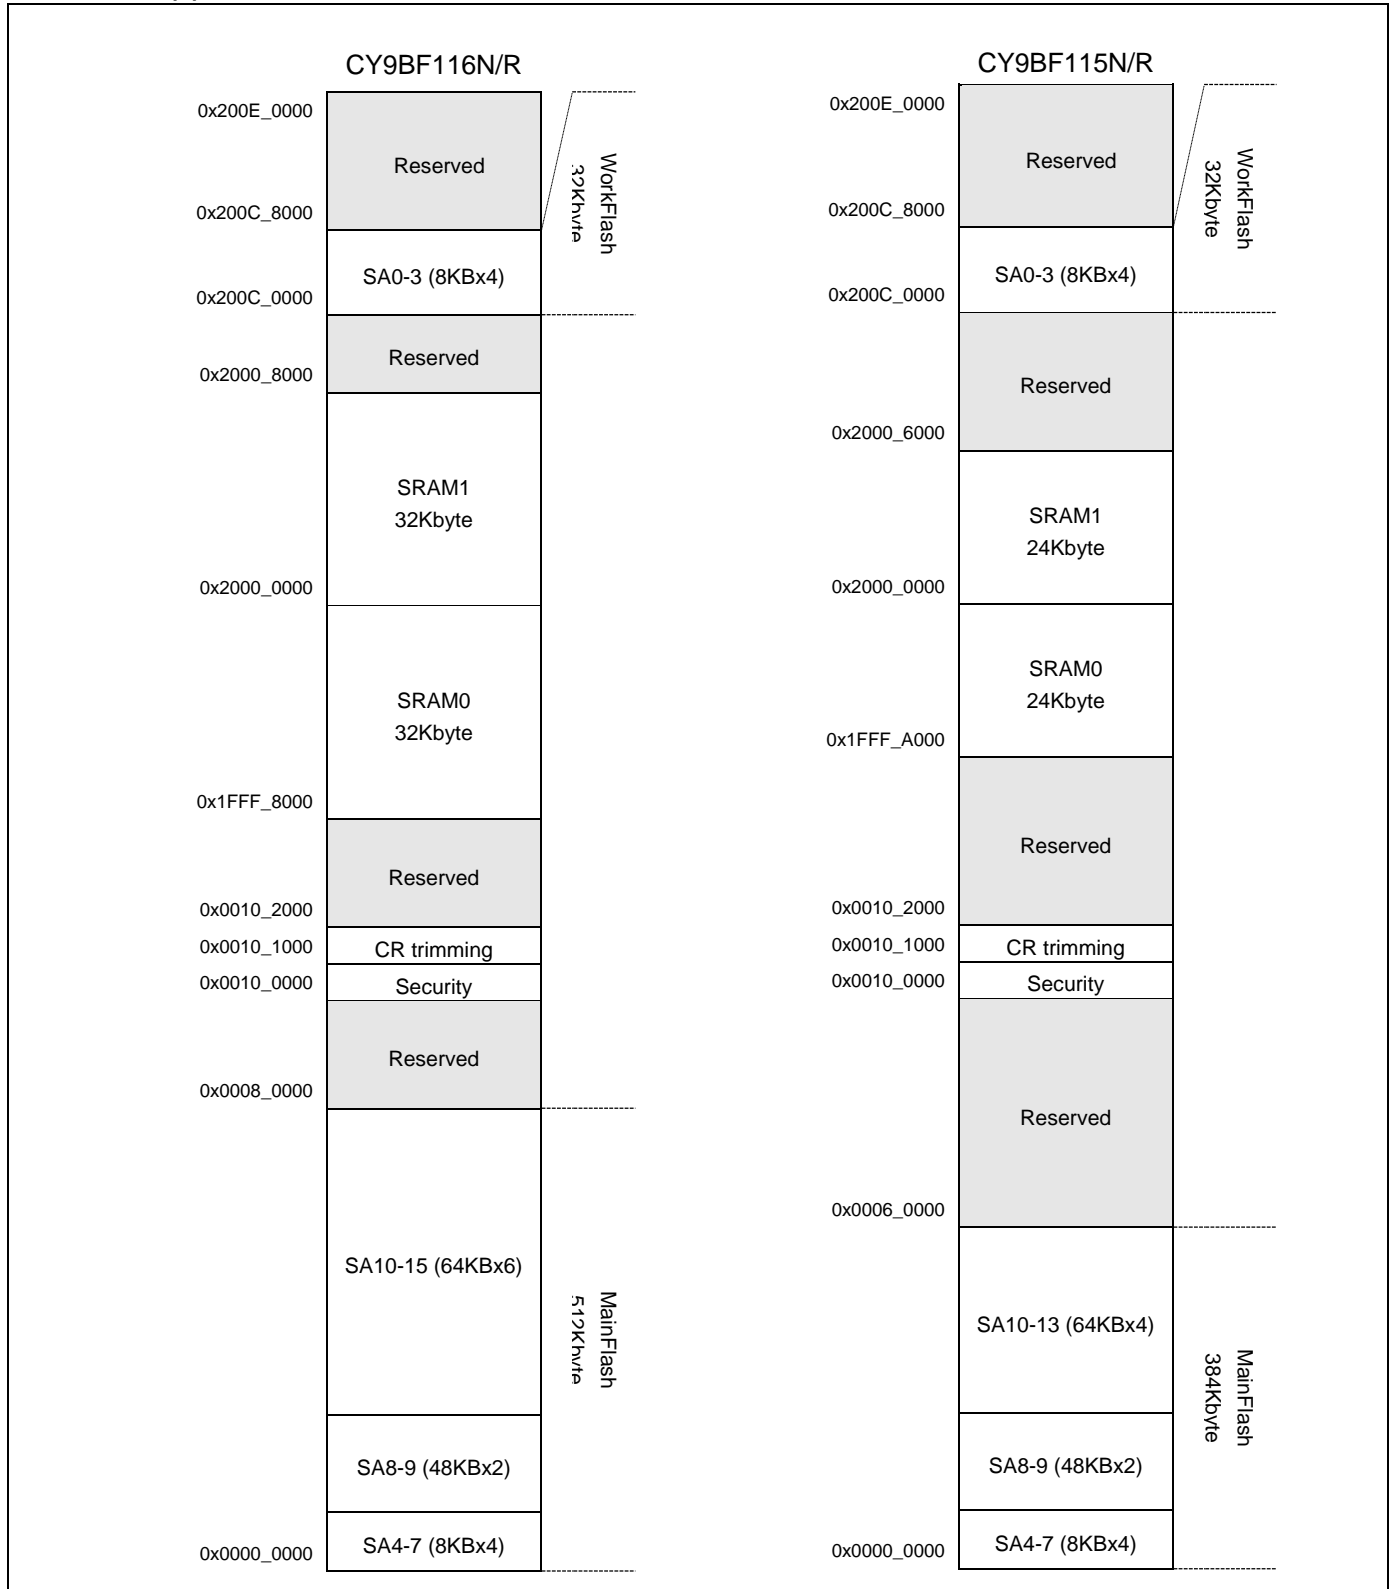 CY9BF116N/R
0x200E_0000
Reserved
0x200C_8000
SA0-3 (8KBx4)
0x200C_0000
Reserved
0x2000_8000
SRAM1
32Kbyte
0x2000_0000
SRAM0
32Kbyte
0x1FFF_8000
Reserved
0x0010_2000
CR trimming
0x0010_1000
Security
0x0010_0000
Reserved
0x0008_0000
SA10-15 (64KBx6)
SA8-9 (48KBx2)
SA4-7 (8KBx4)
0x0000_0000
WorkFlash
32Kbyte
MainFlash
512Kbyte
CY9BF115N/R
0x200E_0000
Reserved
0x200C_8000
SA0-3 (8KBx4)
0x200C_0000
Reserved
0x2000_6000
SRAM1
24Kbyte
0x2000_0000
SRAM0
24Kbyte
0x1FFF_A000
Reserved
0x0010_2000
CR trimming
0x0010_1000
Security
0x0010_0000
Reserved
0x0006_0000
SA10-13 (64KBx4)
SA8-9 (48KBx2)
SA4-7 (8KBx4)
0x0000_0000
WorkFlash
32Kbyte
MainFlash
384Kbyte